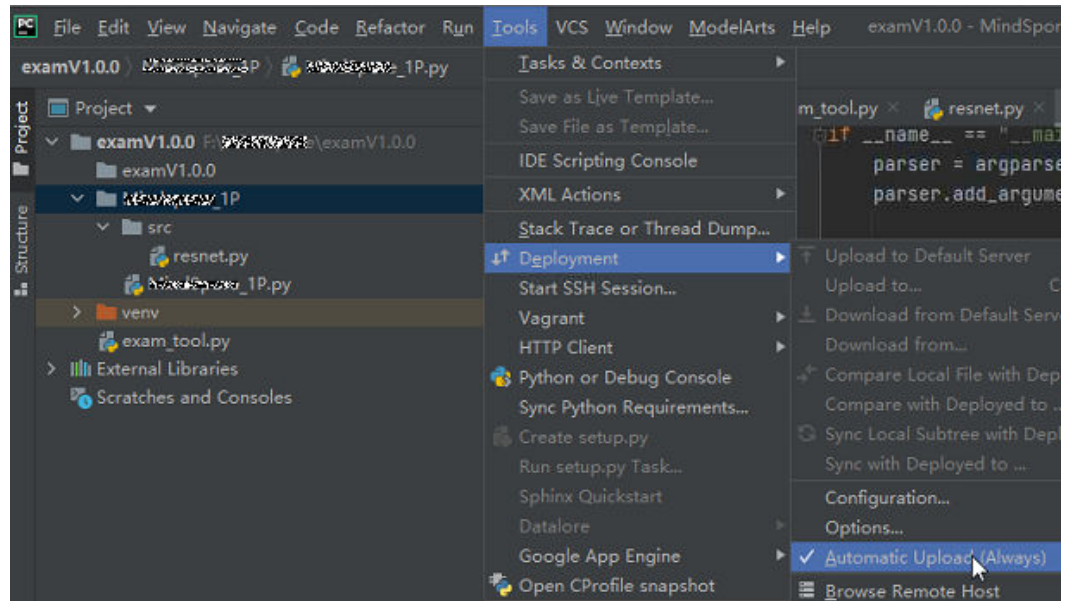 PC File Edit View Navigate Code Refactor Run Tools VCS Window ModelArts Help examV1.0.0 - MindSpor
examV1.0.0 1P _1P.py
Project
Project
Structure
examV1.0.0 F:\ e\examV1.0.0
examV1.0.0
_1P
src
resnet.py
_1P.py
venv
exam_tool.py
External Libraries
Scratches and Consoles
Tasks & Contexts
Save as Live Template...
Save File as Template...
IDE Scripting Console
XML Actions
Stack Trace or Thread Dump...
Deployment
Start SSH Session...
Vagrant
HTTP Client
Python or Debug Console
Sync Python Requirements...
Create setup.py
Run setup.py Task...
Sphinx Quickstart
Datalore
Google App Engine
Open CProfile snapshot
m_tool.py resnet.py
if __name__ == "__mai
parser = argparse
parser.add_argume
Upload to Default Server
Upload to... C
Download from Default Serv
Download from...
Compare Local File with Dep
Compare with Deployed to ..
Sync Local Subtree with Depl
Sync with Deployed to ...
Configuration...
Options...
Automatic Upload (Always)
Browse Remote Host